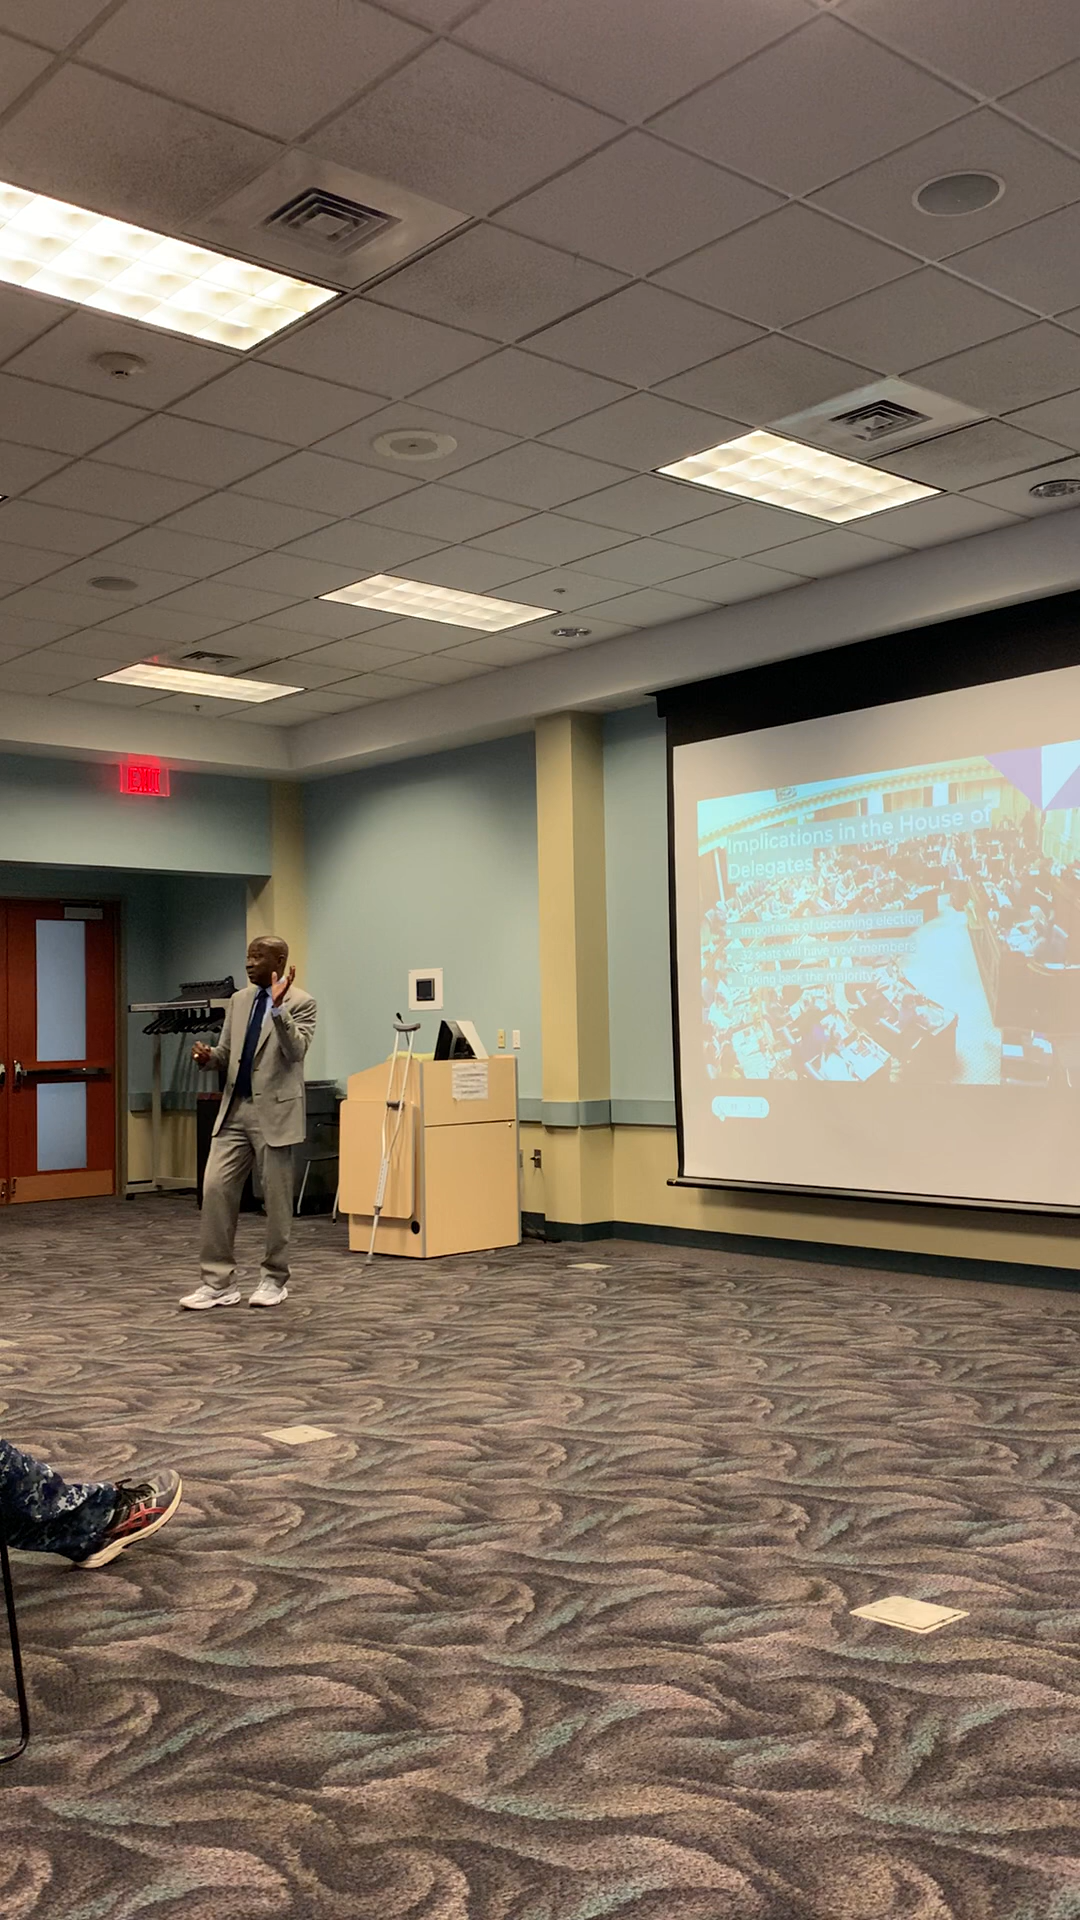 EXIT
Implications in the House of
Delegates
Importance of upcoming election
32 seats will have new members
Taking back the majority?